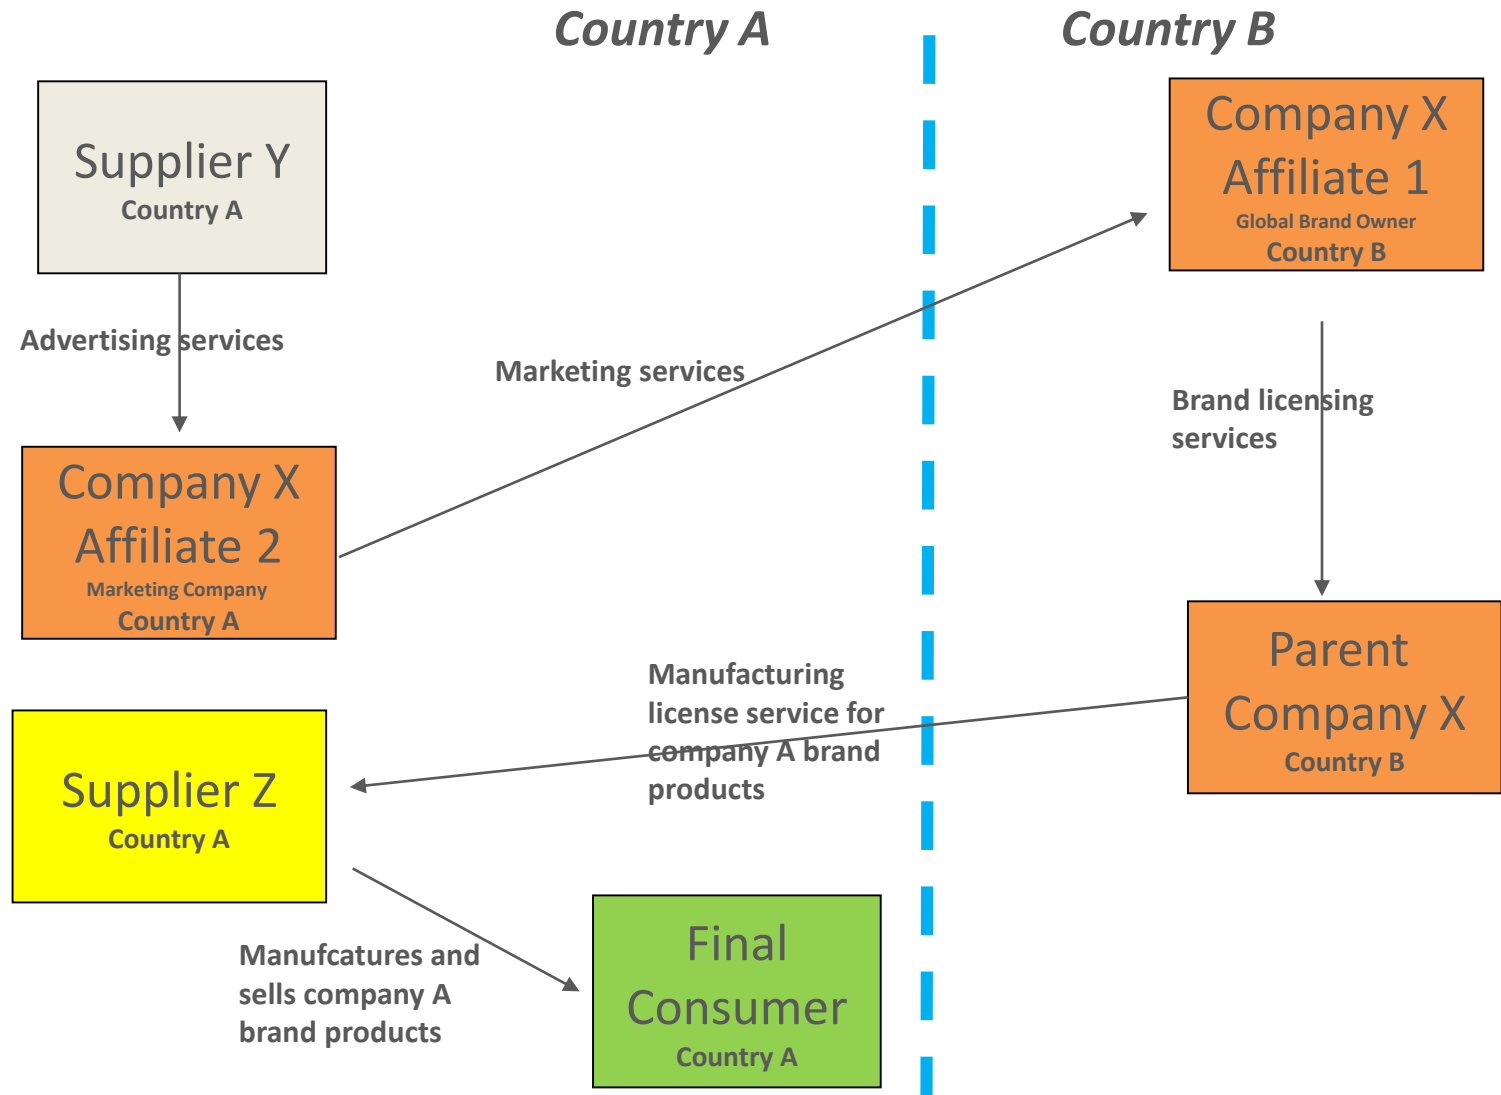 Country A
Country B
Supplier Y
Country A
Company X
Affiliate 1
Global Brand Owner
Country B
Advertising services
Marketing services
Brand licensing
services
Company X
Affiliate 2
Marketing Company
Country A
Parent
Company X
Country B
Manufacturing
license service for
company A brand
products
Supplier Z
Country A
Manufcatures and
sells company A
brand products
Final
Consumer
Country A